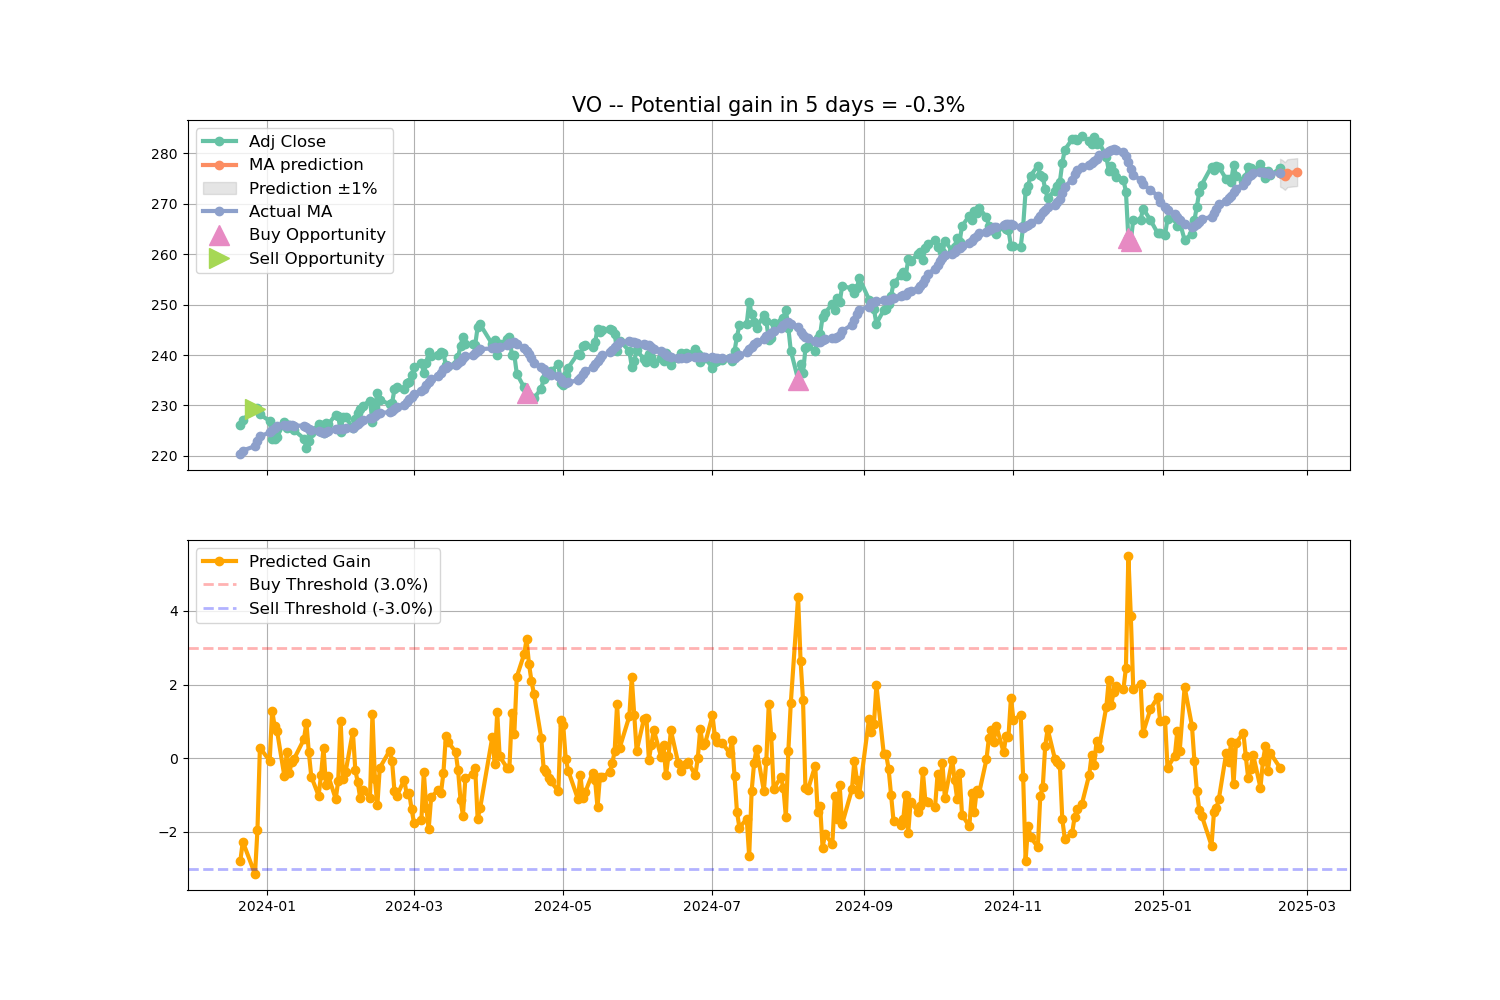 VO -- Potential gain in 5 days = -0.3%
Adj Close
MA prediction
Prediction ±1%
Actual MA
Buy Opportunity
Sell Opportunity
280
270
260
250
240
230
220
Predicted Gain
Buy Threshold (3.0%)
Sell Threshold (-3.0%)
4
2
0
−2
2024-01 2024-03 2024-05 2024-07 2024-09 2024-11 2025-01 2025-03